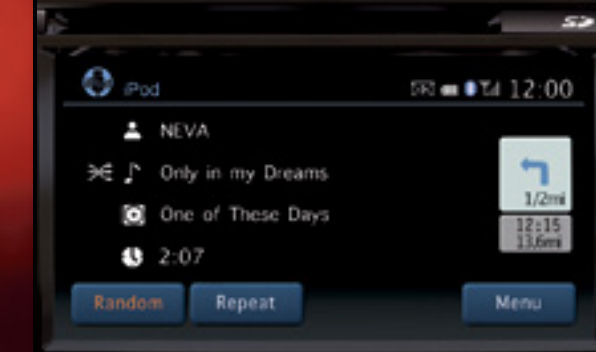 iPod
12:00
NEVA
Only in my Dreams
One of These Days
2:07
1/2mi
12:15
13.6mi
Random
Repeat
Menu